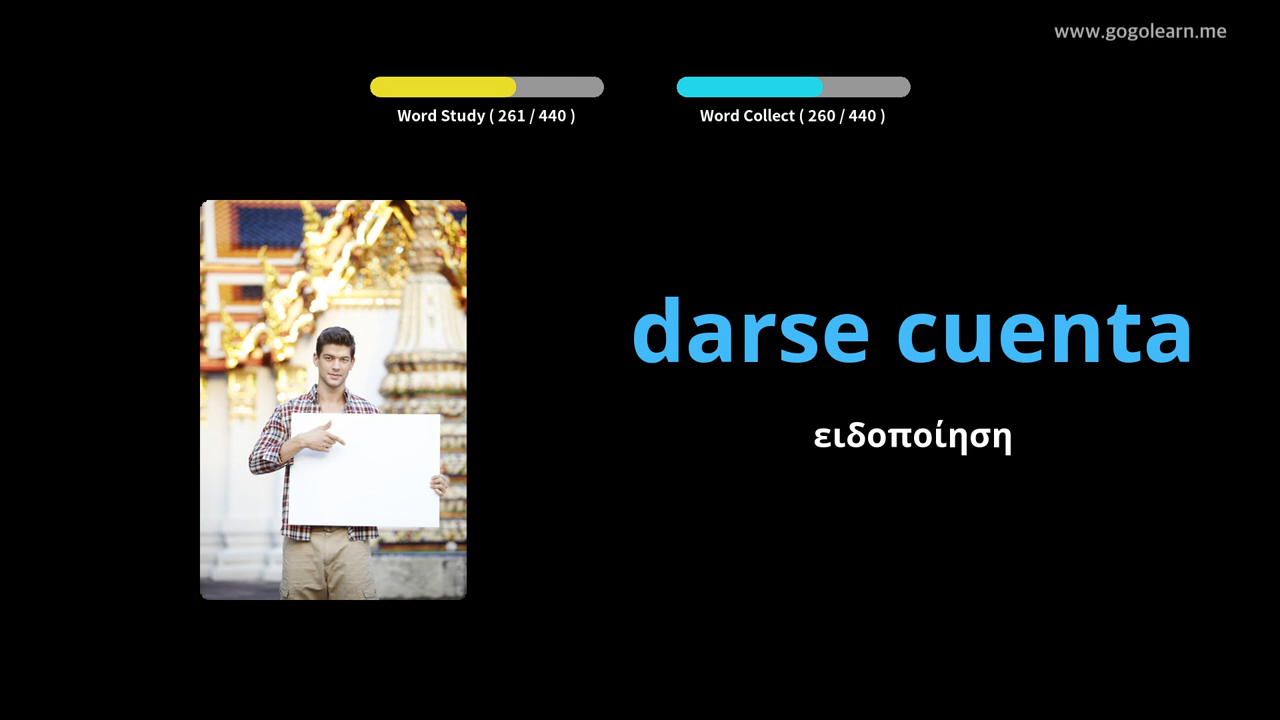 www.gogolearn.me
Word Study ( 261 / 440 )
Word Collect ( 260 / 440 )
darse cuenta
ειδοποίηση